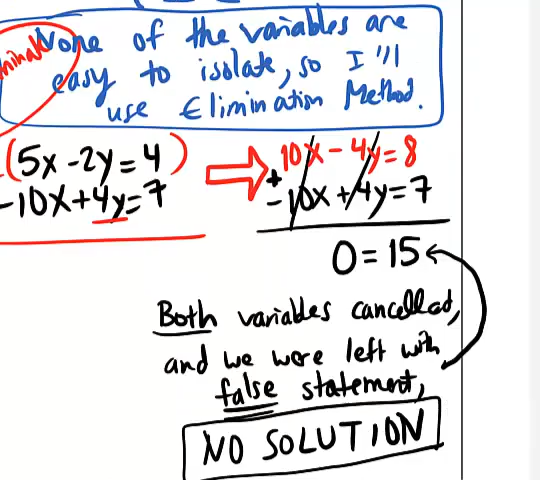 None of the variables are
easy to isolate, so I'll
use Elimination Method.
(5x - 2y = 4)
-10x + 4y = 7
10x - 4y = 8
+
-10x + 4y = 7
0 = 15
Both variables cancelled,
and we were left with
false statement,
NO SOLUTION